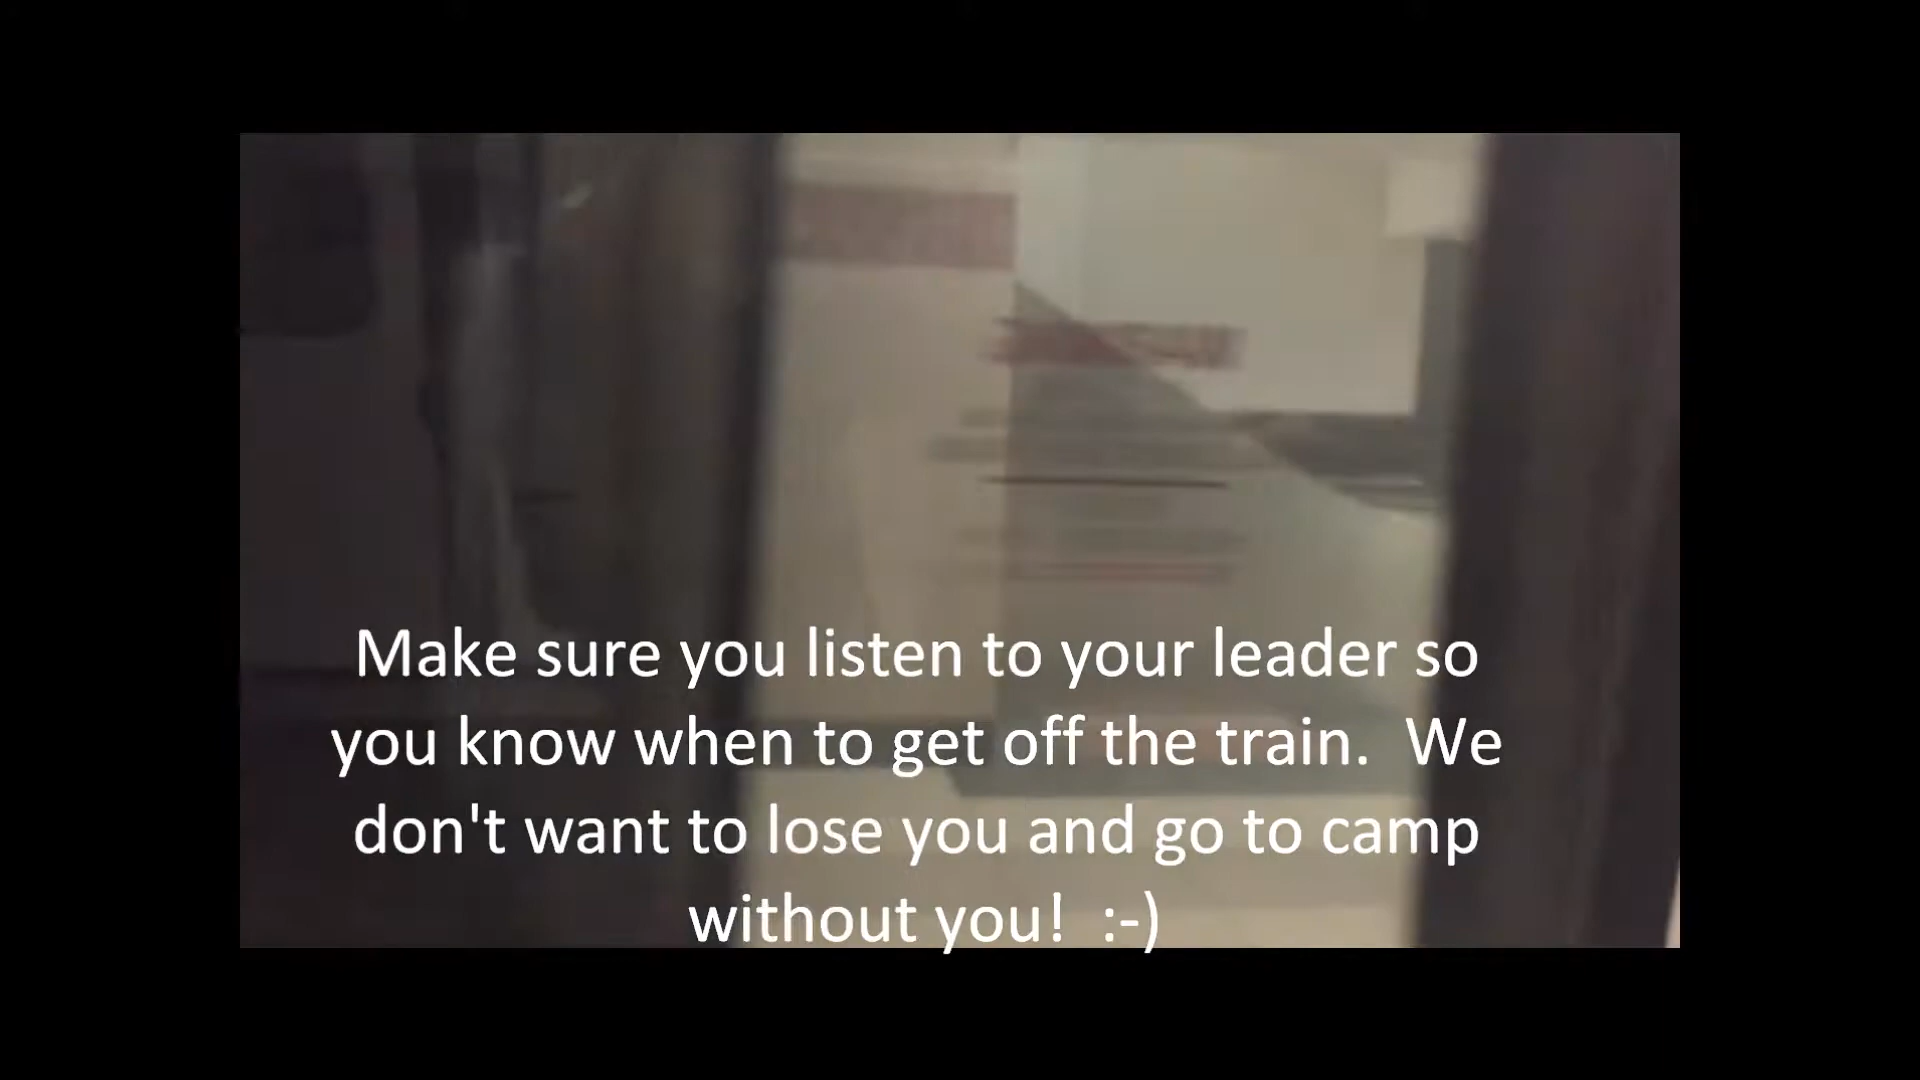 Make sure you listen to your leader so
you know when to get off the train.  We
don't want to lose you and go to camp
without you!  :-)